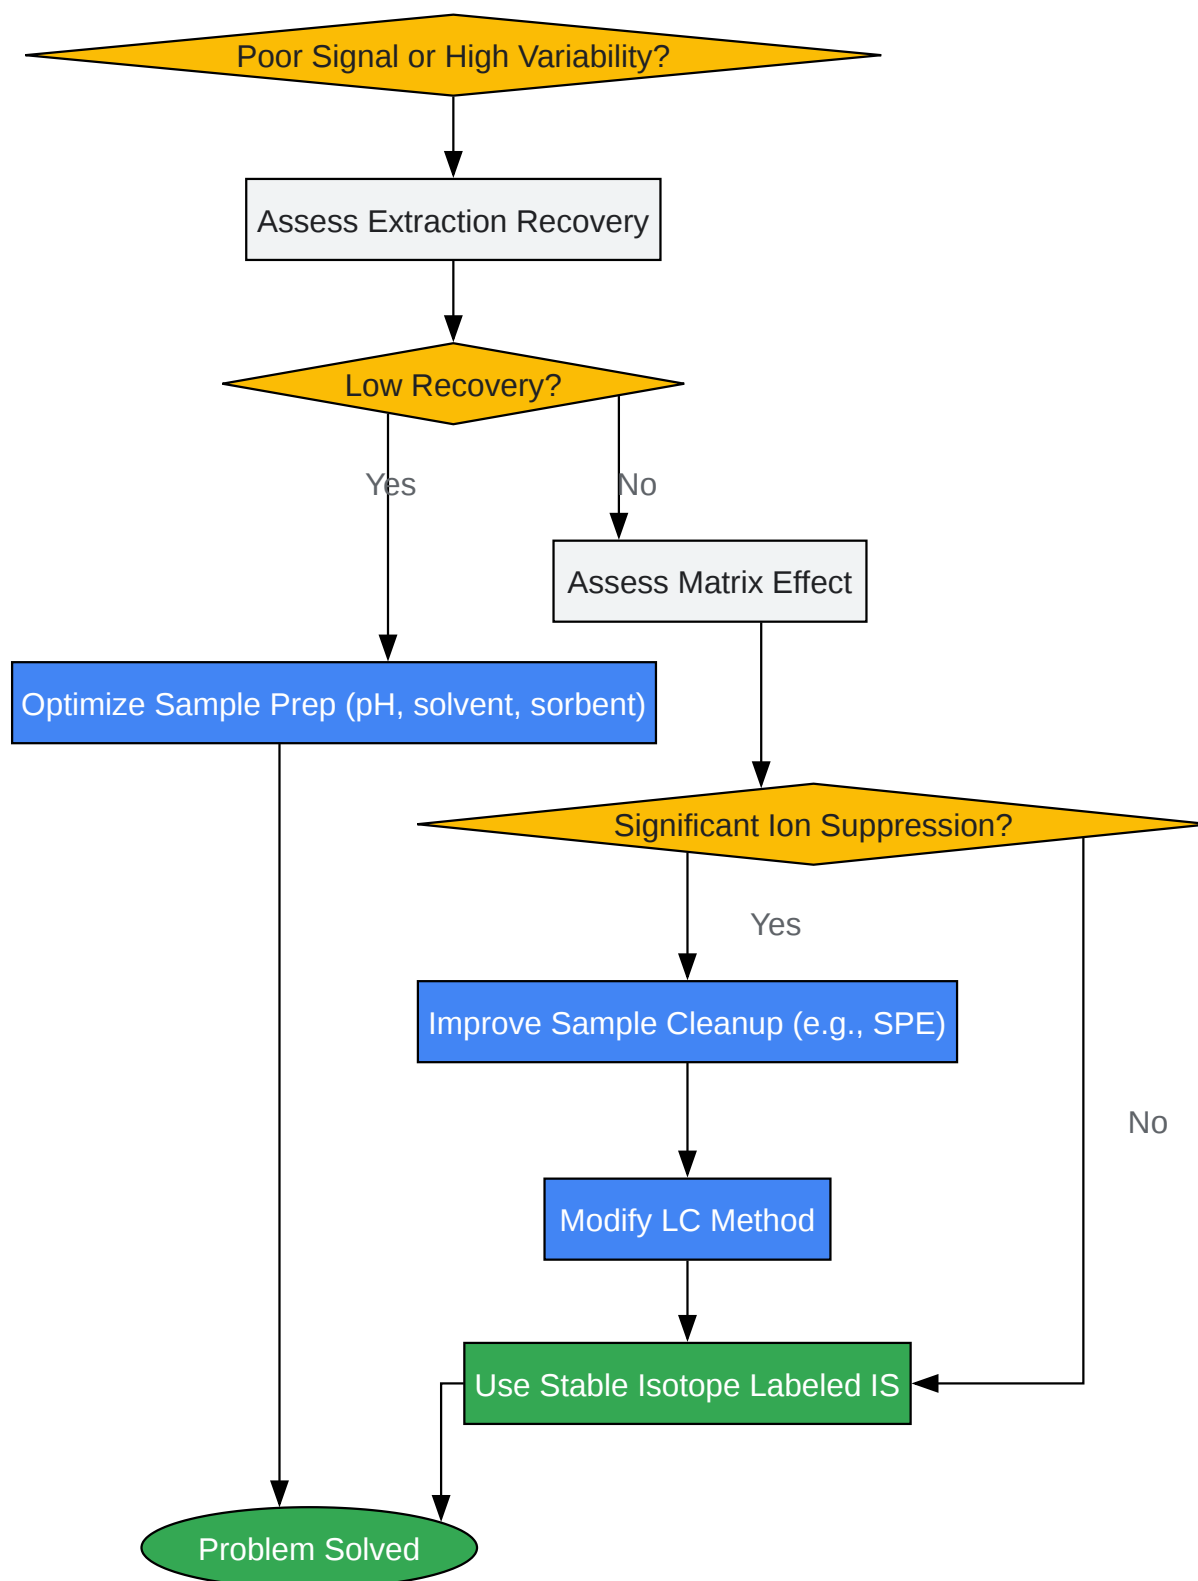 Poor Signal or High Variability?
Assess Extraction Recovery
Low Recovery?
Yes
No
Assess Matrix Effect
Optimize Sample Prep (pH, solvent, sorbent)
Significant Ion Suppression?
Yes
Improve Sample Cleanup (e.g., SPE)
No
Modify LC Method
Use Stable Isotope Labeled IS
Problem Solved